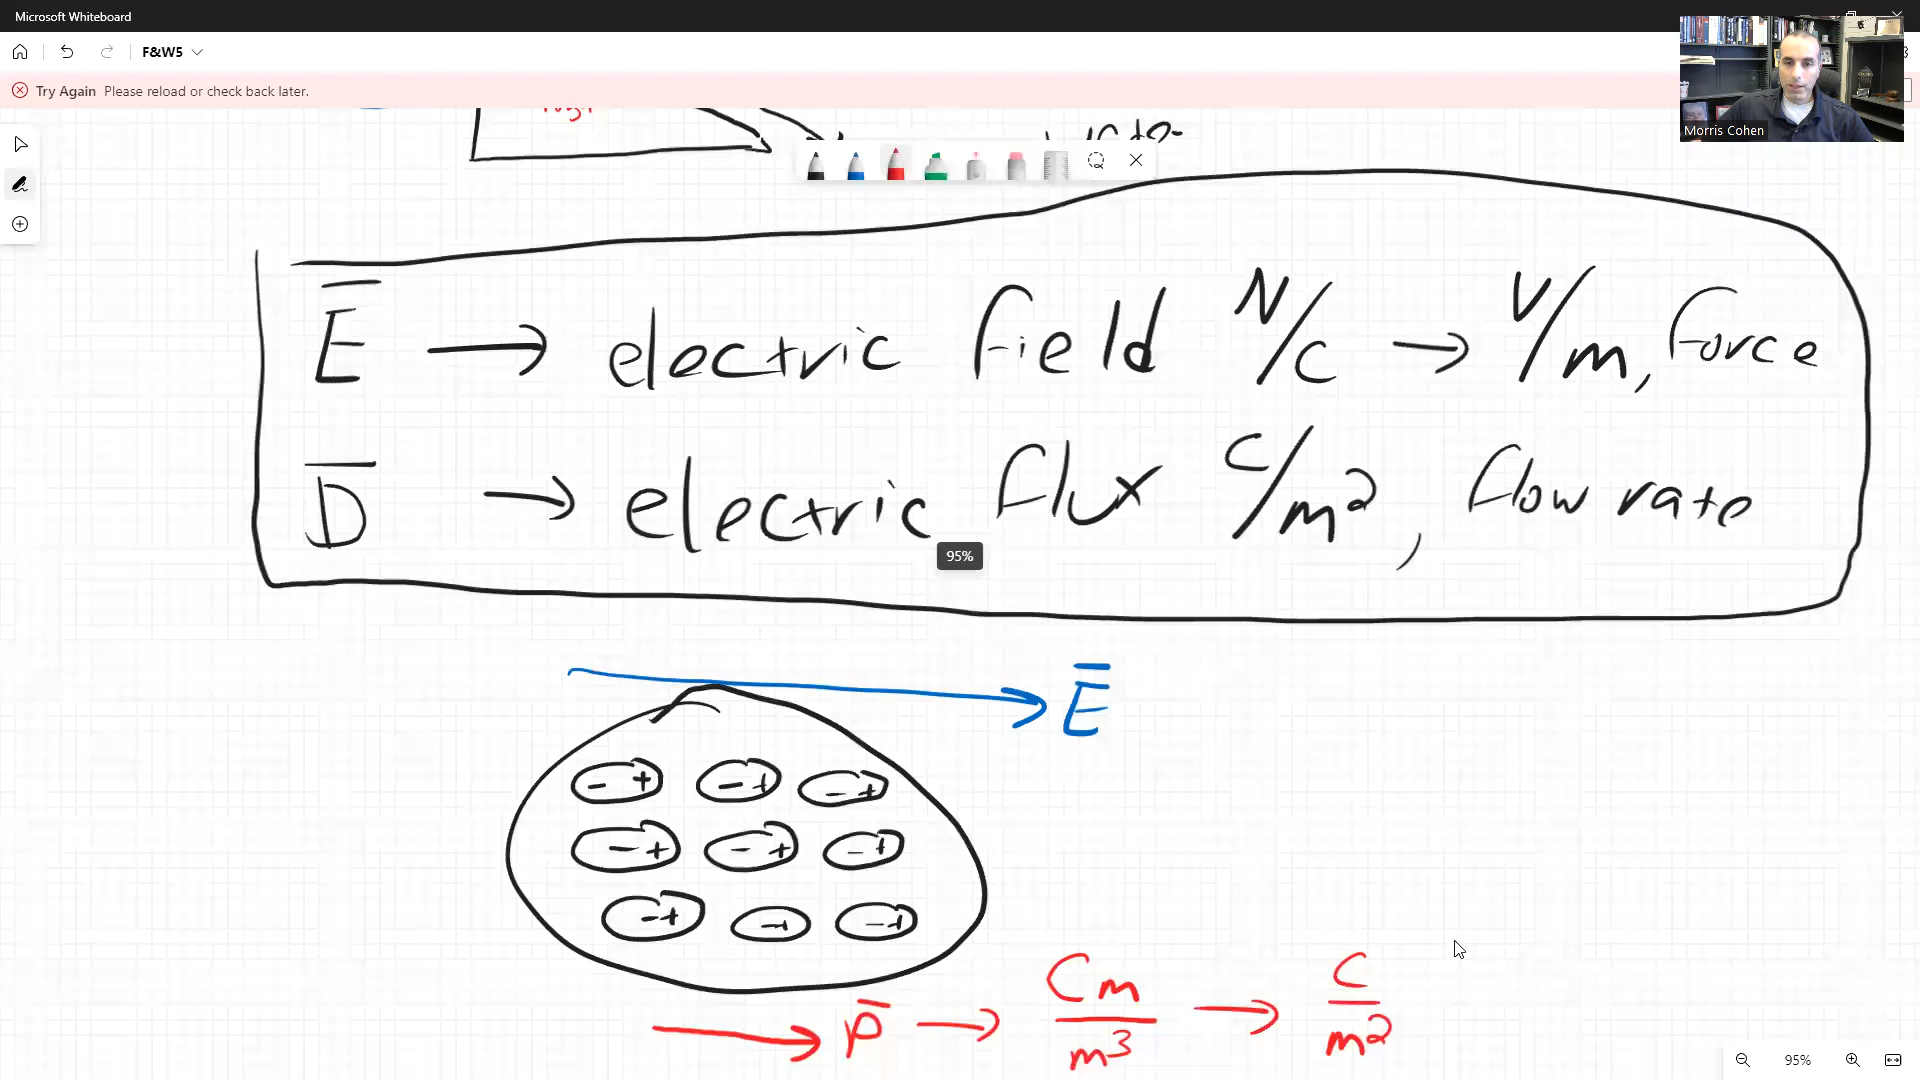 Microsoft Whiteboard
F&W5
Try Again Please reload or check back later.
Morris Cohen
E → electric field N/C → V/m, force
D → electric flux C/m², flow rate
95%
E
- + - + - +
- + - + - +
- + - + - +
P → Cm/m³ → C/m²
95%